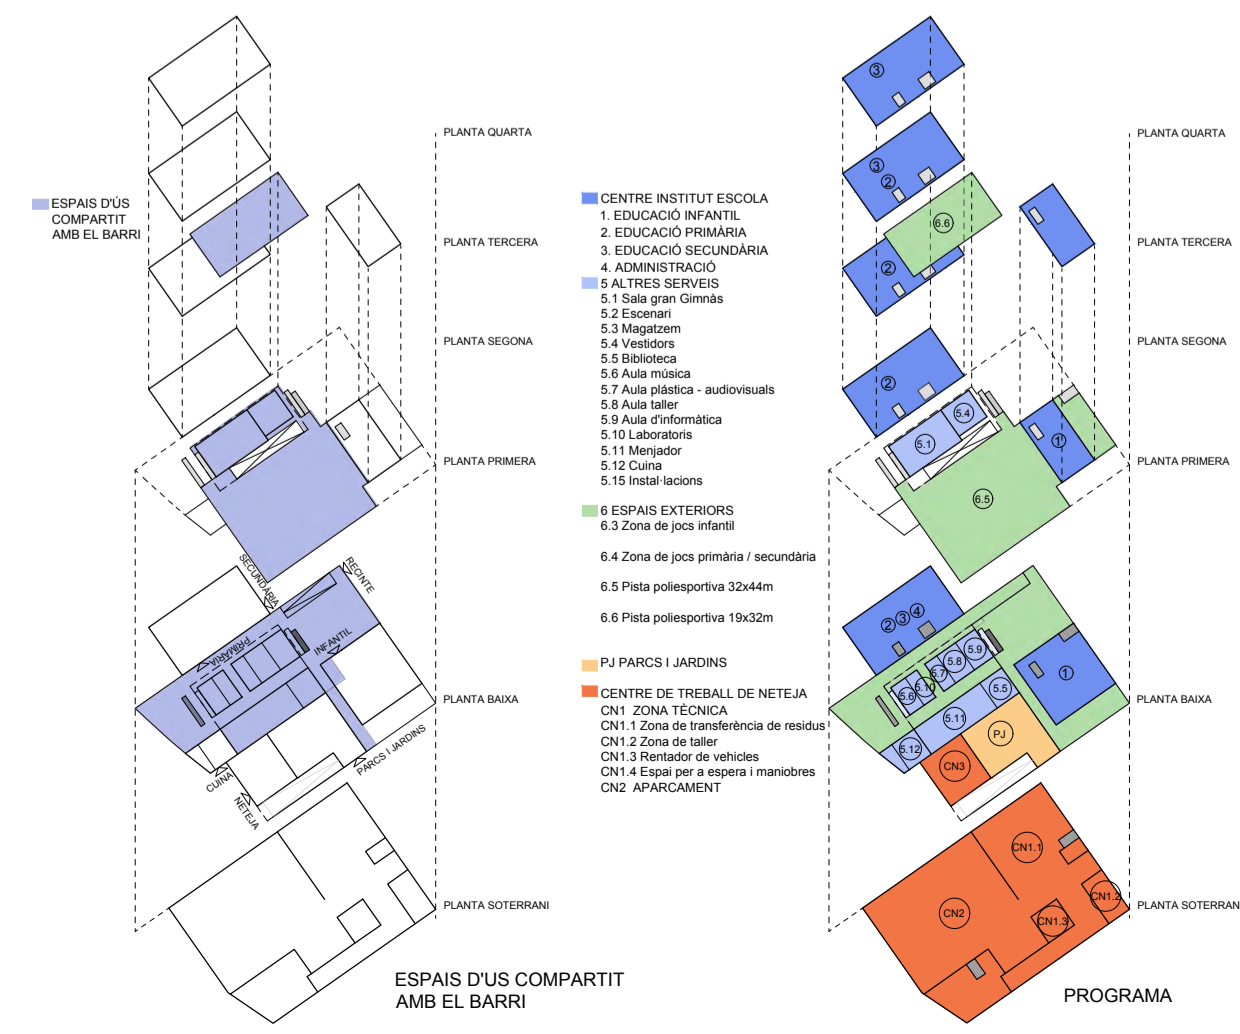 PLANTA QUARTA
ESPAIS D'ÚS
COMPARTIT
AMB EL BARRI
PLANTA TERCERA
PLANTA SEGONA
PLANTA PRIMERA
SECUNDÀRIA
RECINTE
PRIMÀRIA
INFANTIL
PLANTA BAIXA
CUINA
NETEJA
PARCS I JARDINS
PLANTA SOTERRANI
ESPAIS D'US COMPARTIT
AMB EL BARRI
CENTRE INSTITUT ESCOLA
1. EDUCACIÓ INFANTIL
2. EDUCACIÓ PRIMÀRIA
3. EDUCACIÓ SECUNDÀRIA
4. ADMINISTRACIÓ
5 ALTRES SERVEIS
5.1 Sala gran Gimnàs
5.2 Escenari
5.3 Magatzem
5.4 Vestidors
5.5 Biblioteca
5.6 Aula música
5.7 Aula plástica - audiovisuals
5.8 Aula taller
5.9 Aula d'informàtica
5.10 Laboratoris
5.11 Menjador
5.12 Cuina
5.15 Instal·lacions
6 ESPAIS EXTERIORS
6.3 Zona de jocs infantil
6.4 Zona de jocs primària / secundària
6.5 Pista poliesportiva 32x44m
6.6 Pista poliesportiva 19x32m
PJ PARCS I JARDINS
CENTRE DE TREBALL DE NETEJA
CN1 ZONA TÈCNICA
CN1.1 Zona de transferència de residus
CN1.2 Zona de taller
CN1.3 Rentador de vehicles
CN1.4 Espai per a espera i maniobres
CN2 APARCAMENT
3
PLANTA QUARTA
3
2
6.6
PLANTA TERCERA
2
PLANTA SEGONA
2
5.4
5.1
1
PLANTA PRIMERA
6.5
2 3 4
5.9
5.8
5.7
5.10
5.6
1
5.5
PLANTA BAIXA
5.11
5.12
PJ
CN3
CN1.1
CN1.2
CN2
CN1.3
PLANTA SOTERRAN
PROGRAMA